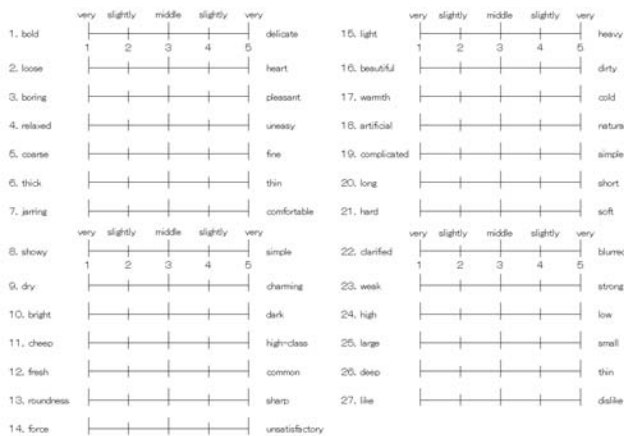 very slightly middle slightly very
1. bold delicate
1 2 3 4 5
2. loose heart
3. boring pleasant
4. relaxed uneasy
5. coarse fine
6. thick thin
7. jarring comfortable
very slightly middle slightly very
8. showy simple
1 2 3 4 5
9. dry charming
10. bright dark
11. cheep high-class
12. fresh common
13. roundness sharp
14. force unsatisfactory
very slightly middle slightly very
15. light heavy
1 2 3 4 5
16. beautiful dirty
17. warmth cold
18. artificial natura
19. complicated simple
20. long short
21. hard soft
very slightly middle slightly very
22. clarified blurred
1 2 3 4 5
23. weak strong
24. high low
25. large small
26. deep thin
27. like dislike